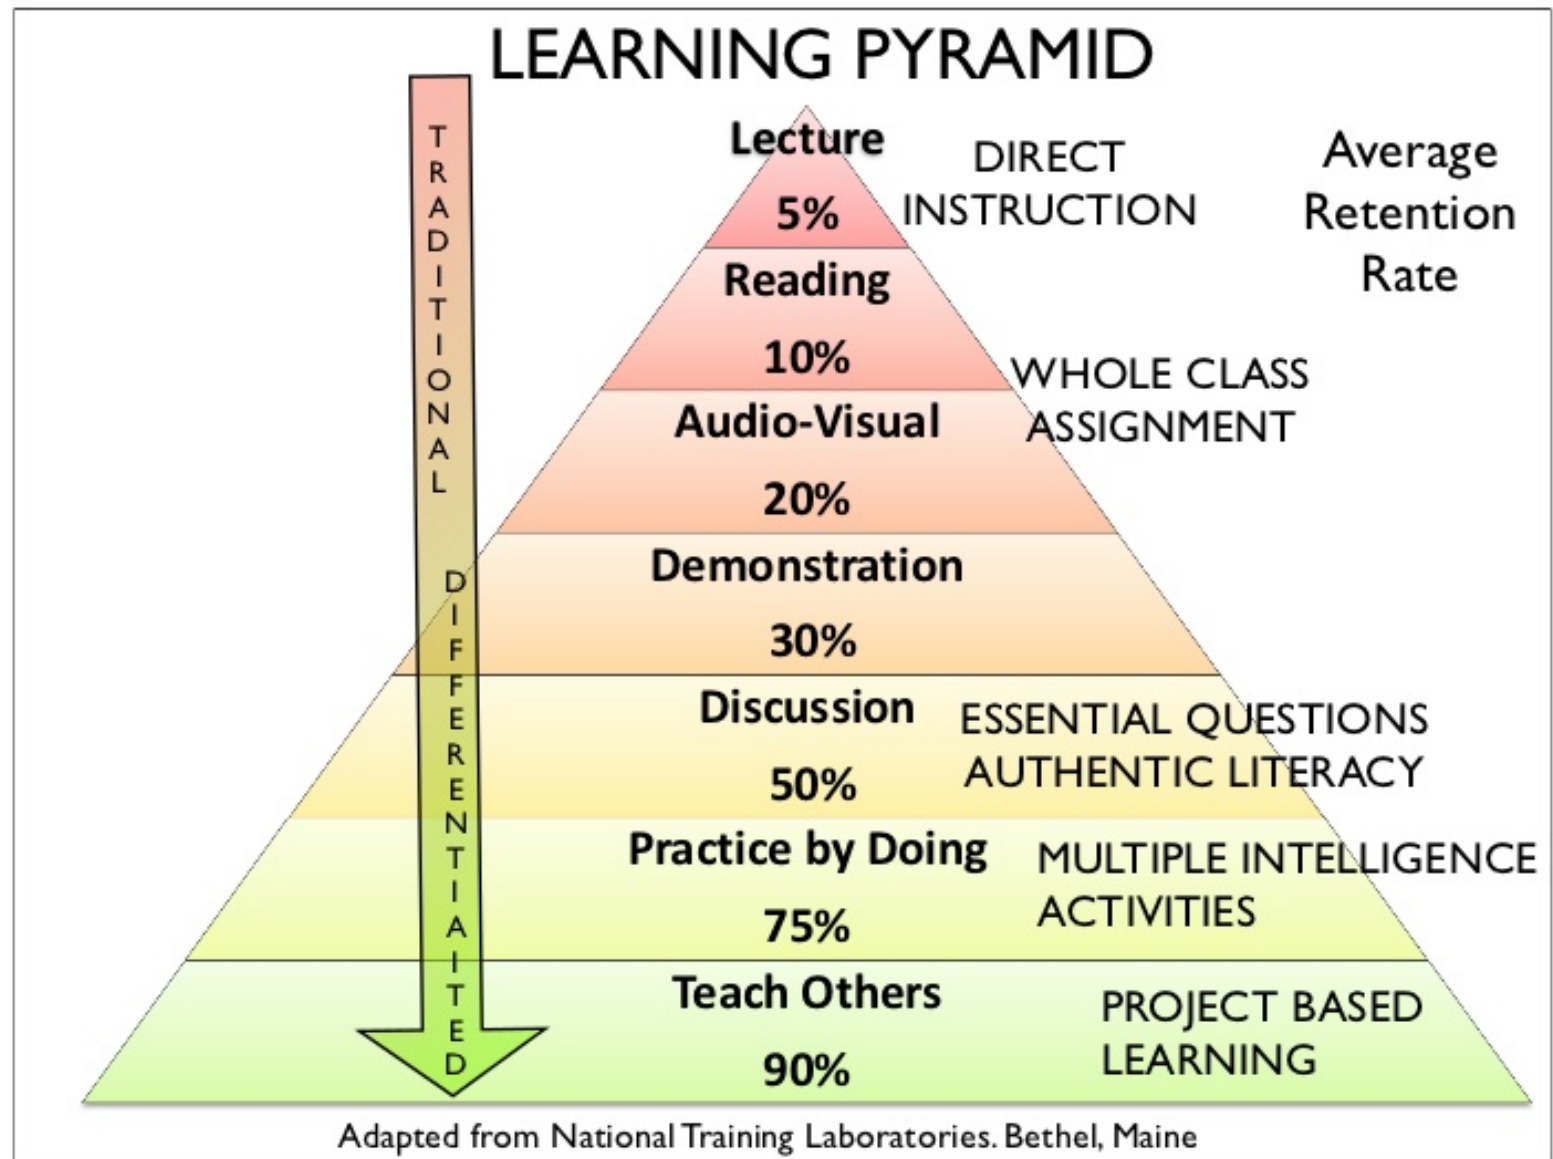 LEARNING PYRAMID
TRADITIONAL
DIFFERENTIAITED
Lecture
5%
DIRECT
INSTRUCTION
Average
Retention
Rate
Reading
10%
WHOLE CLASS
ASSIGNMENT
Audio-Visual
20%
Demonstration
30%
Discussion
50%
ESSENTIAL QUESTIONS
AUTHENTIC LITERACY
Practice by Doing
75%
MULTIPLE INTELLIGENCE
ACTIVITIES
Teach Others
90%
PROJECT BASED
LEARNING
Adapted from National Training Laboratories. Bethel, Maine